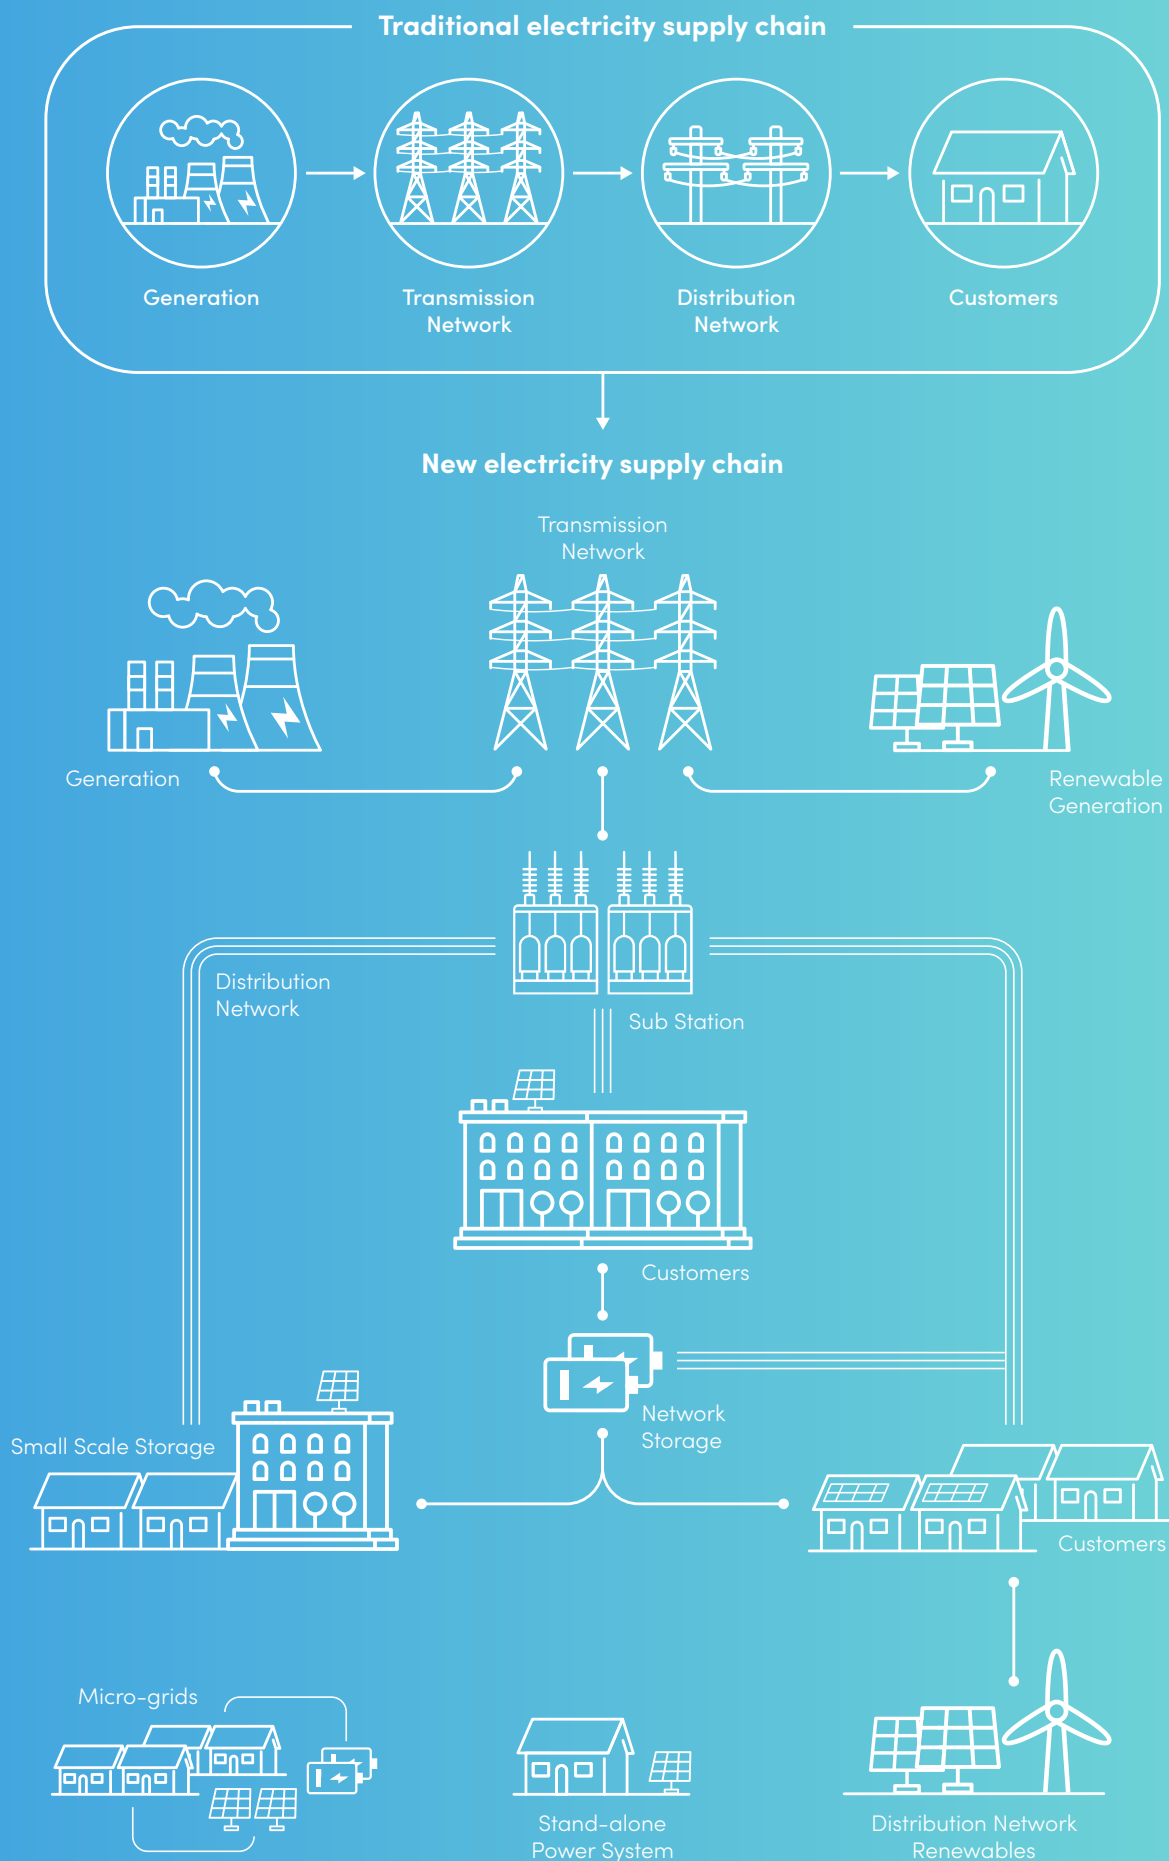 Traditional electricity supply chain
Generation
Transmission
Network
Distribution
Network
Customers
New electricity supply chain
Transmission
Network
Generation
Renewable
Generation
Distribution
Network
Sub Station
Customers
Network
Storage
Small Scale Storage
Customers
Micro-grids
Stand-alone
Power System
Distribution Network
Renewables